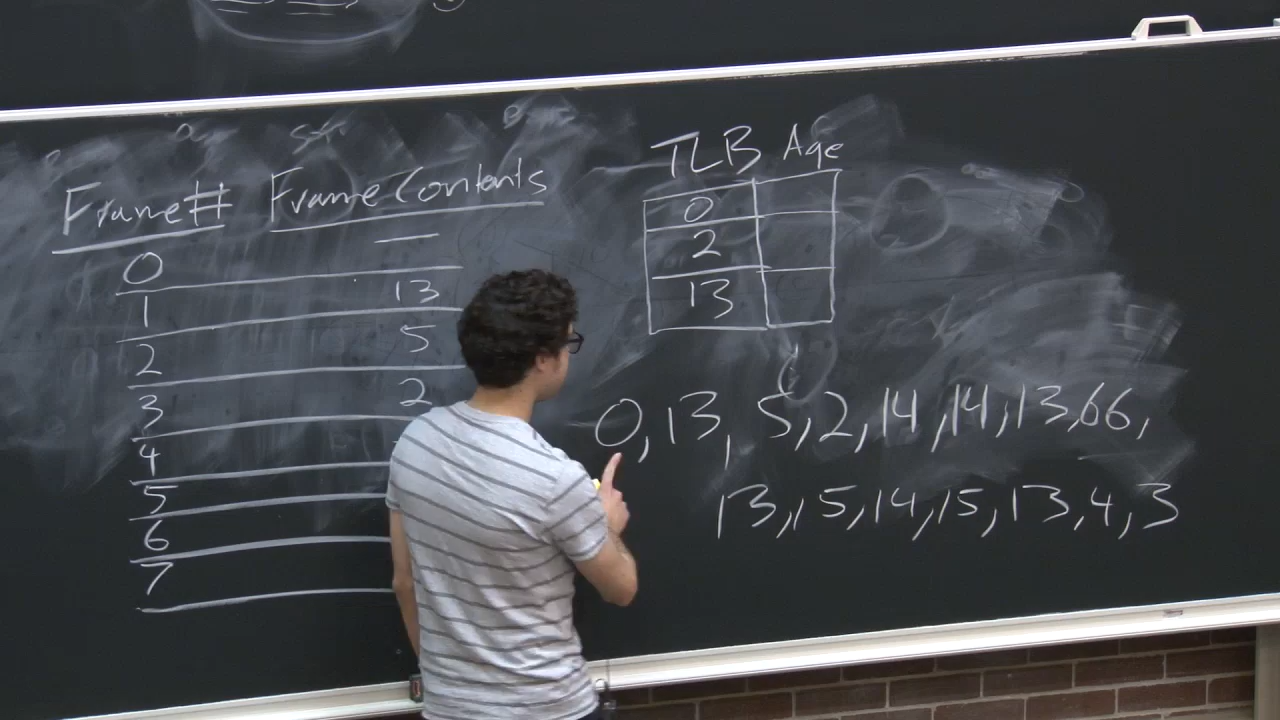 Frame# Frame Contents
0 —
1 13
2 5
3 2
4
5
6
7
TLB Age
0
2
13
0, 13, 5, 2, 14, 14, 13, 66,
13, 15, 14, 15, 13, 4, 3